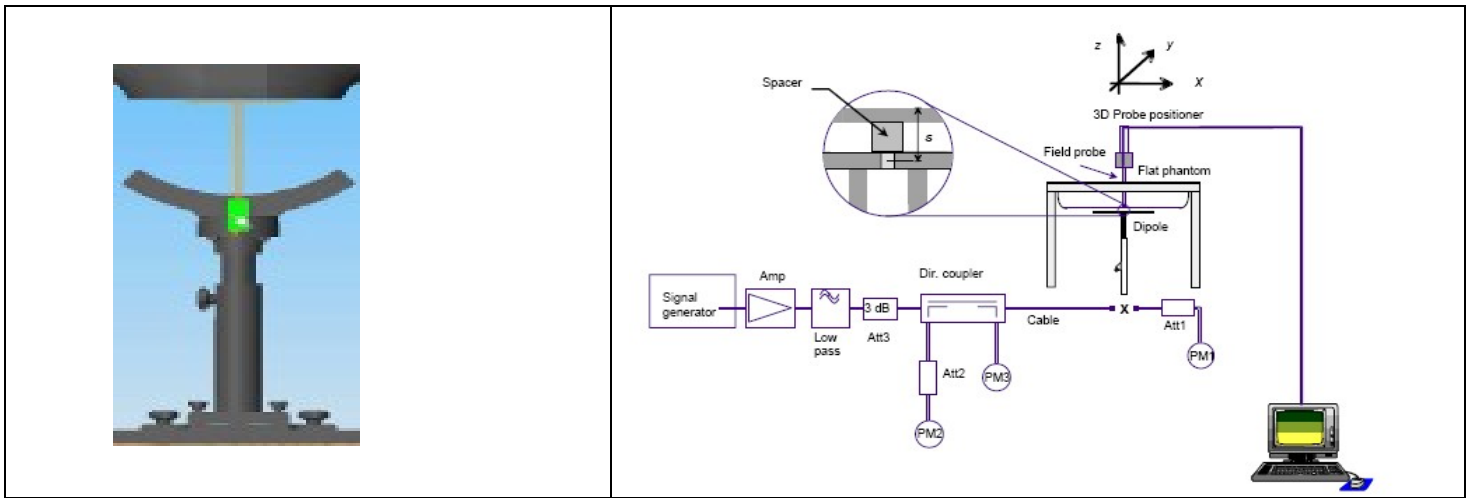 z
y
X
Spacer
3D Probe positioner
s
Field probe
Flat phantom
Dipole
Dir. coupler
Amp
Signal
generator
3 dB
Low
pass
Att3
Cable
X
Att1
PM1
Att2
PM3
PM2